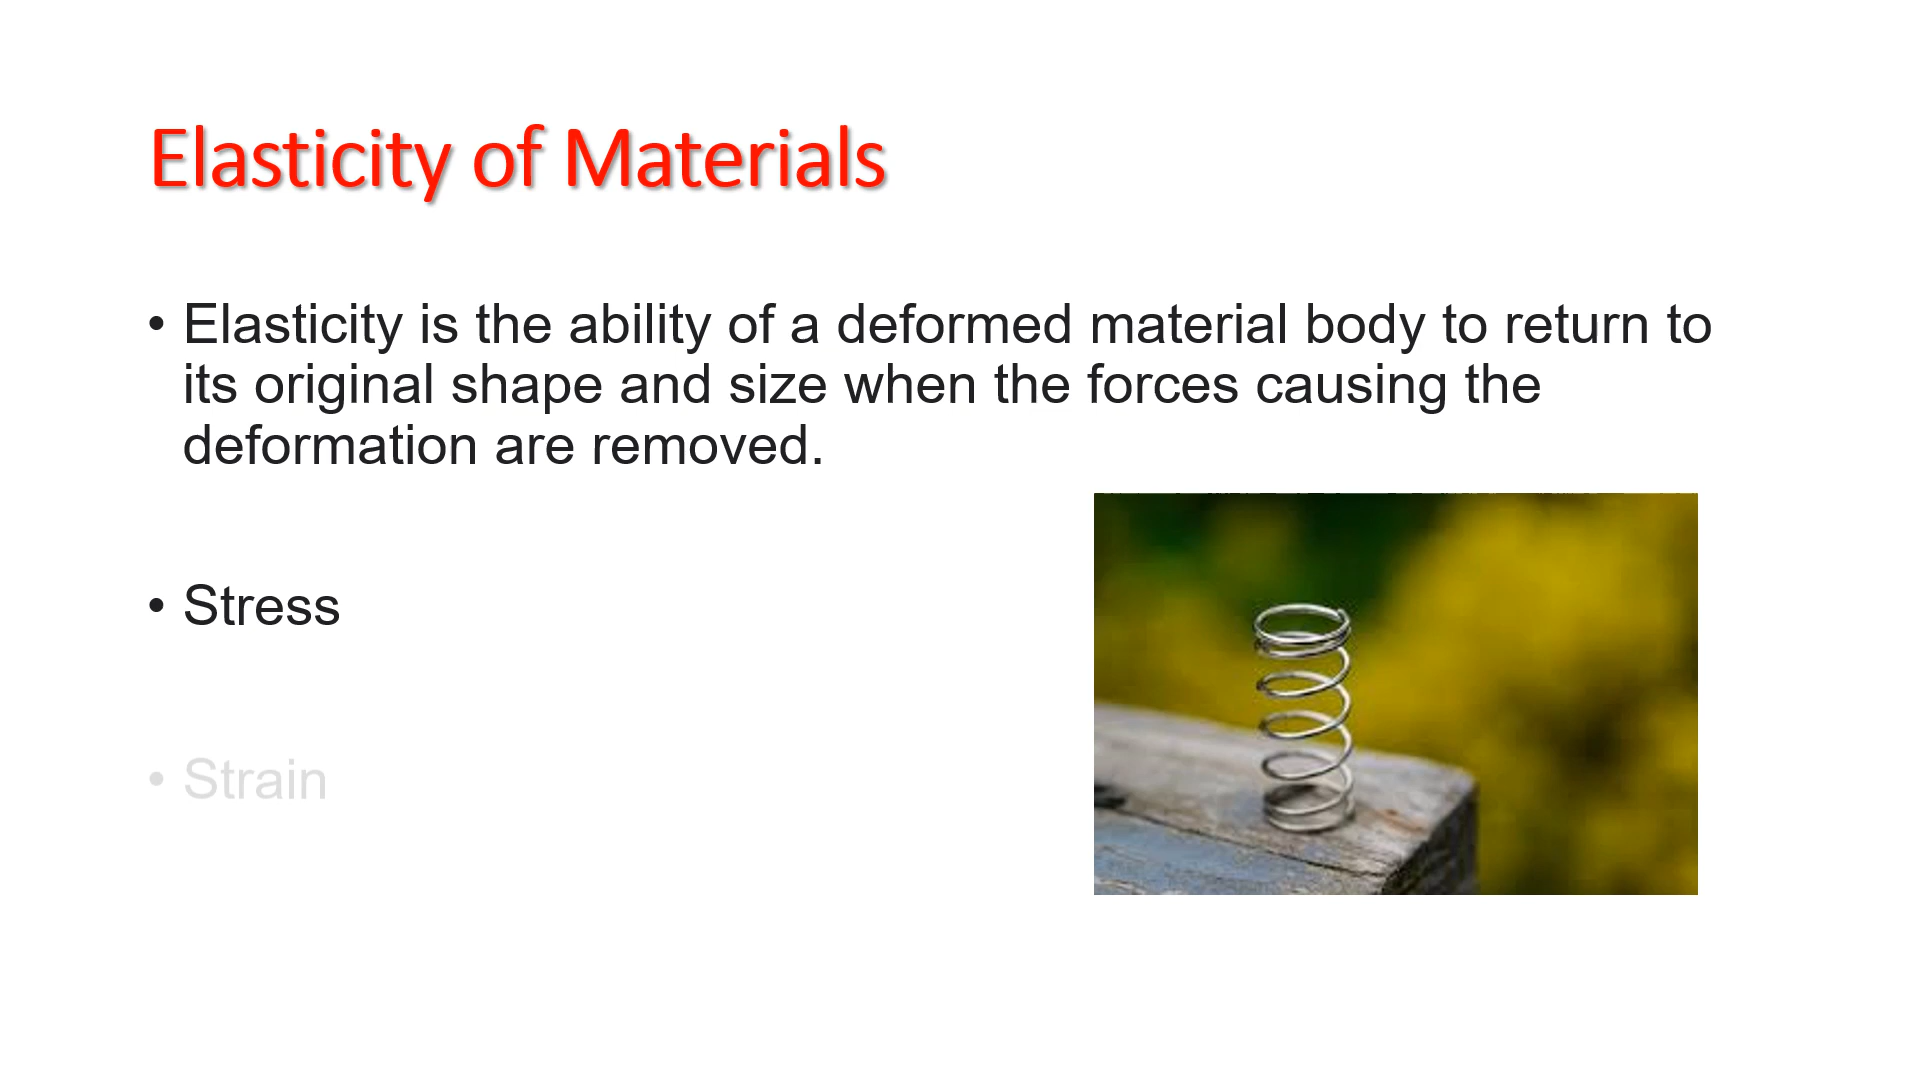 Elasticity of Materials
• Elasticity is the ability of a deformed material body to return to
its original shape and size when the forces causing the
deformation are removed.
• Stress
• Strain